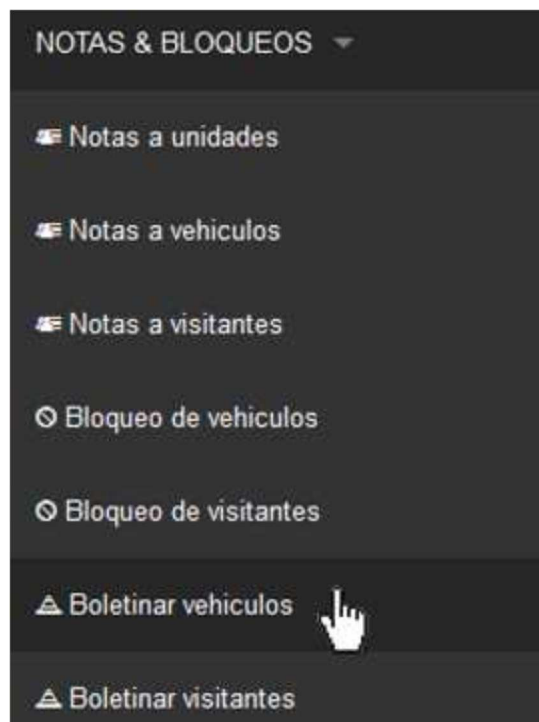 NOTAS & BLOQUEOS
Notas a unidades
Notas a vehiculos
Notas a visitantes
Bloqueo de vehiculos
Bloqueo de visitantes
Boletinar vehiculos
Boletinar visitantes